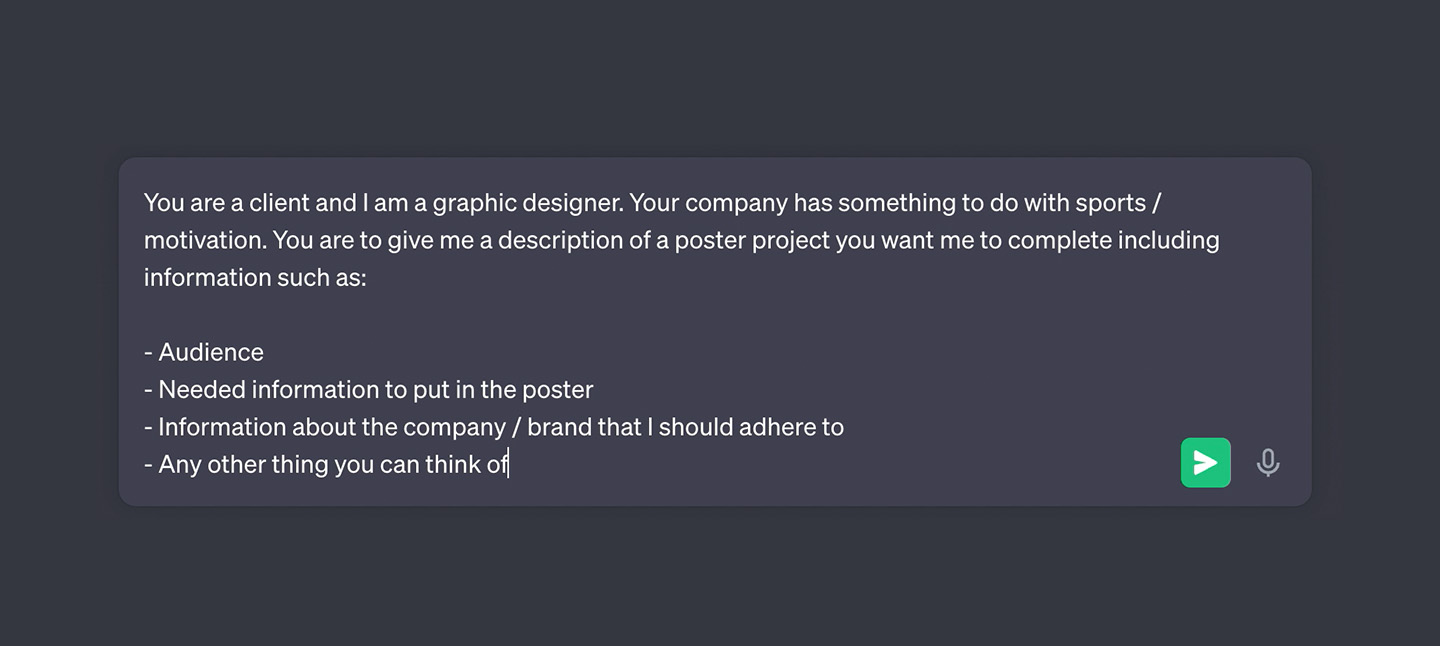 You are a client and I am a graphic designer. Your company has something to do with sports /
motivation. You are to give me a description of a poster project you want me to complete including
information such as:
- Audience
- Needed information to put in the poster
- Information about the company / brand that I should adhere to
- Any other thing you can think of